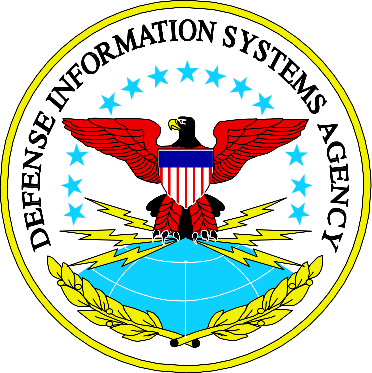 DEFENSE INFORMATION SYSTEMS AGENCY